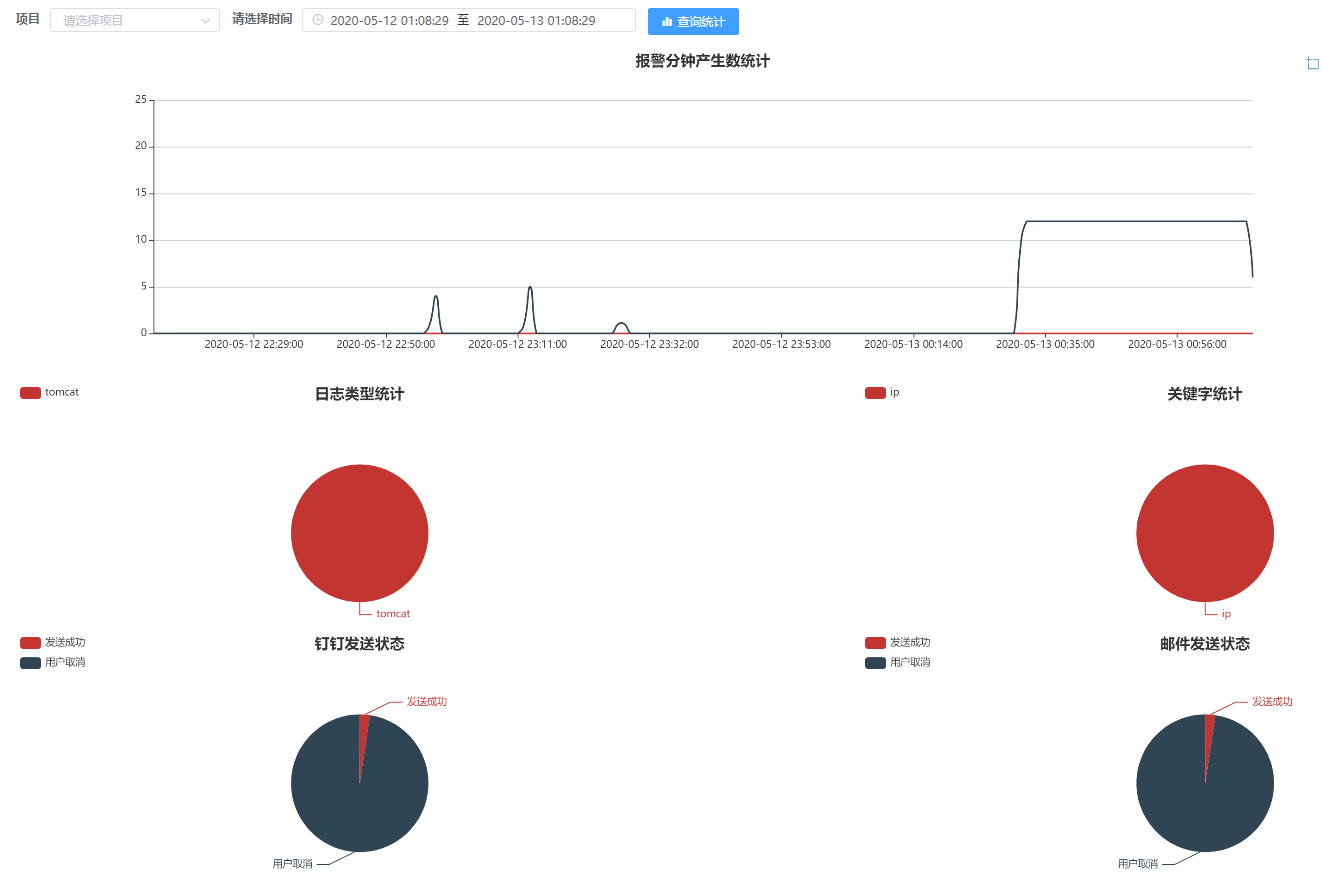 项目 请选择项目 请选择时间 2020-05-12 01:08:29 至 2020-05-13 01:08:29 查询统计
报警分钟产生数统计
25
20
15
10
5
0
2020-05-12 22:29:00 2020-05-12 22:50:00 2020-05-12 23:11:00 2020-05-12 23:32:00 2020-05-12 23:53:00 2020-05-13 00:14:00 2020-05-13 00:35:00 2020-05-13 00:56:00
tomcat 日志类型统计 ip 关键字统计
tomcat ip
发送成功 钉钉发送状态 发送成功 邮件发送状态
用户取消 用户取消
发送成功 发送成功
用户取消 用户取消